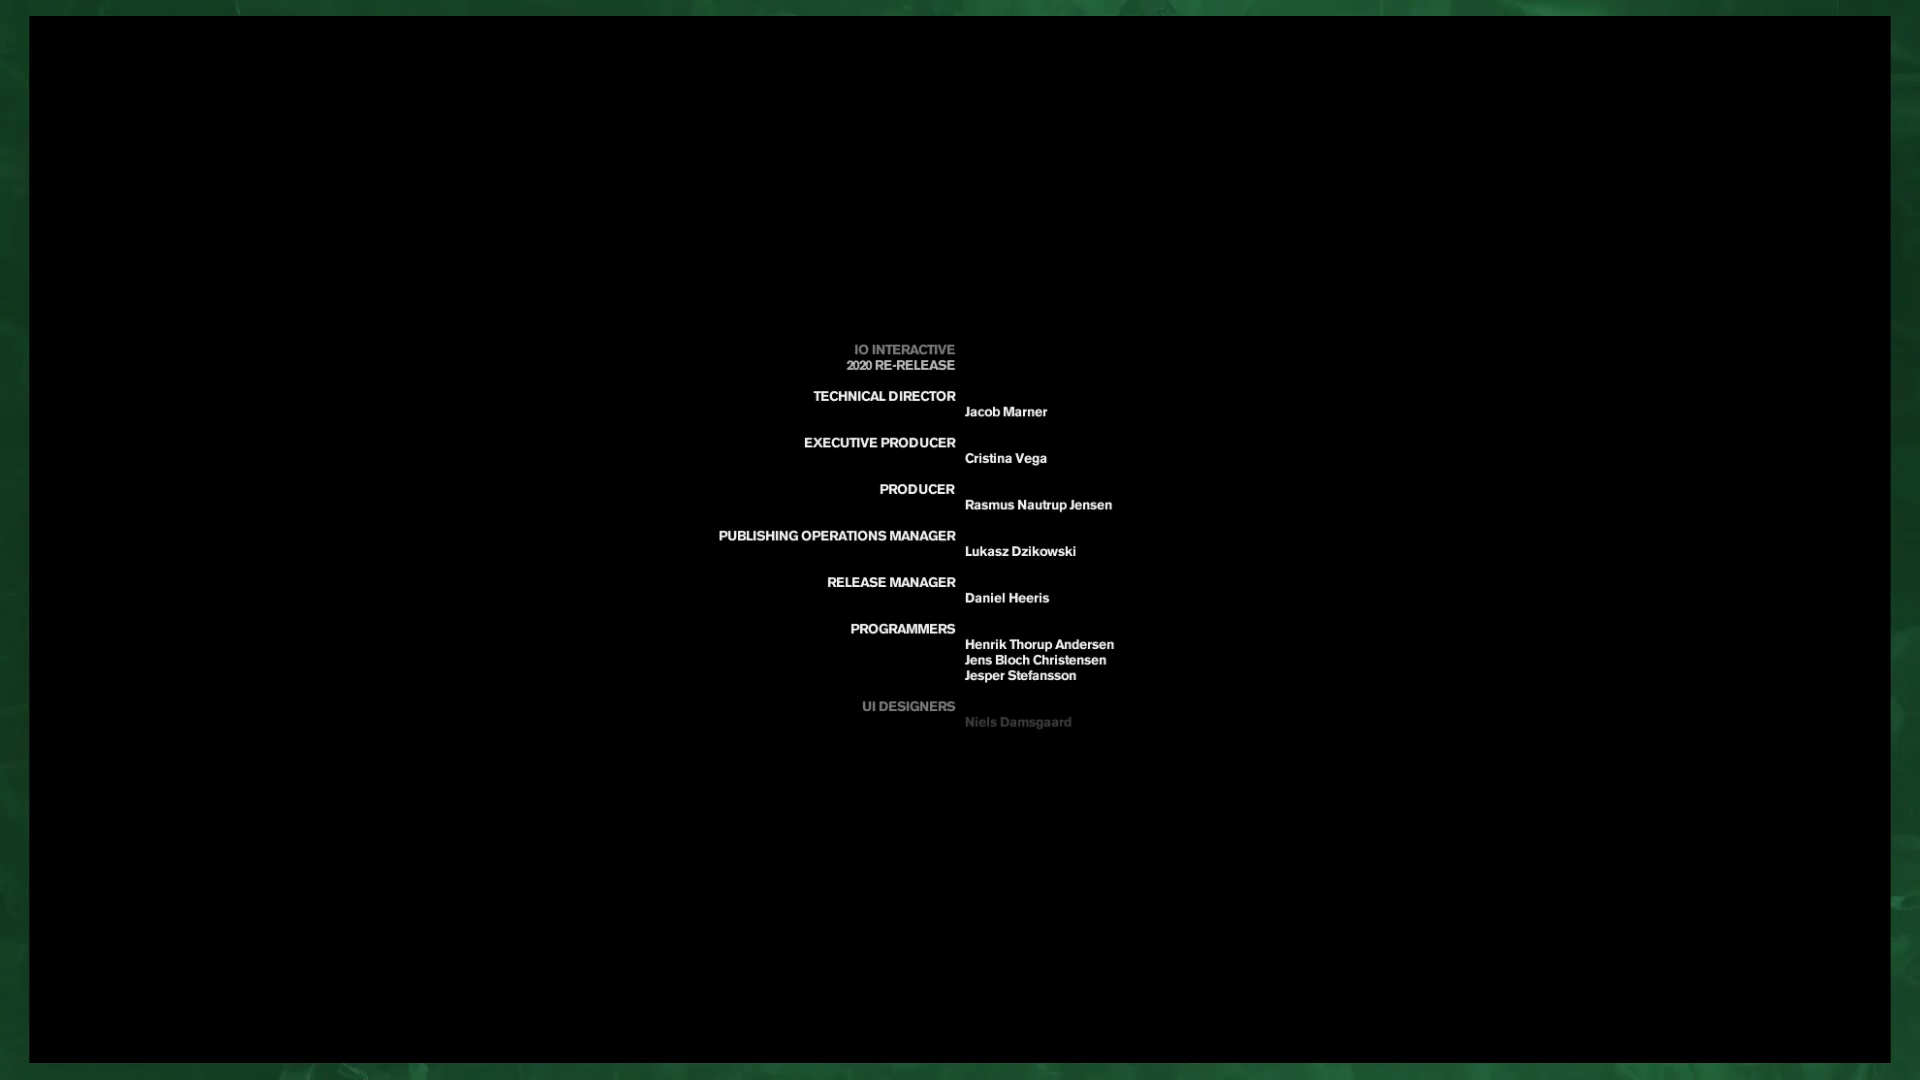 IO INTERACTIVE
2020 RE-RELEASE
TECHNICAL DIRECTOR
Jacob Marner
EXECUTIVE PRODUCER
Cristina Vega
PRODUCER
Rasmus Nautrup Jensen
PUBLISHING OPERATIONS MANAGER
Lukasz Dzikowski
RELEASE MANAGER
Daniel Heeris
PROGRAMMERS
Henrik Thorup Andersen
Jens Bloch Christensen
Jesper Stefansson
UI DESIGNERS
Niels Damsgaard